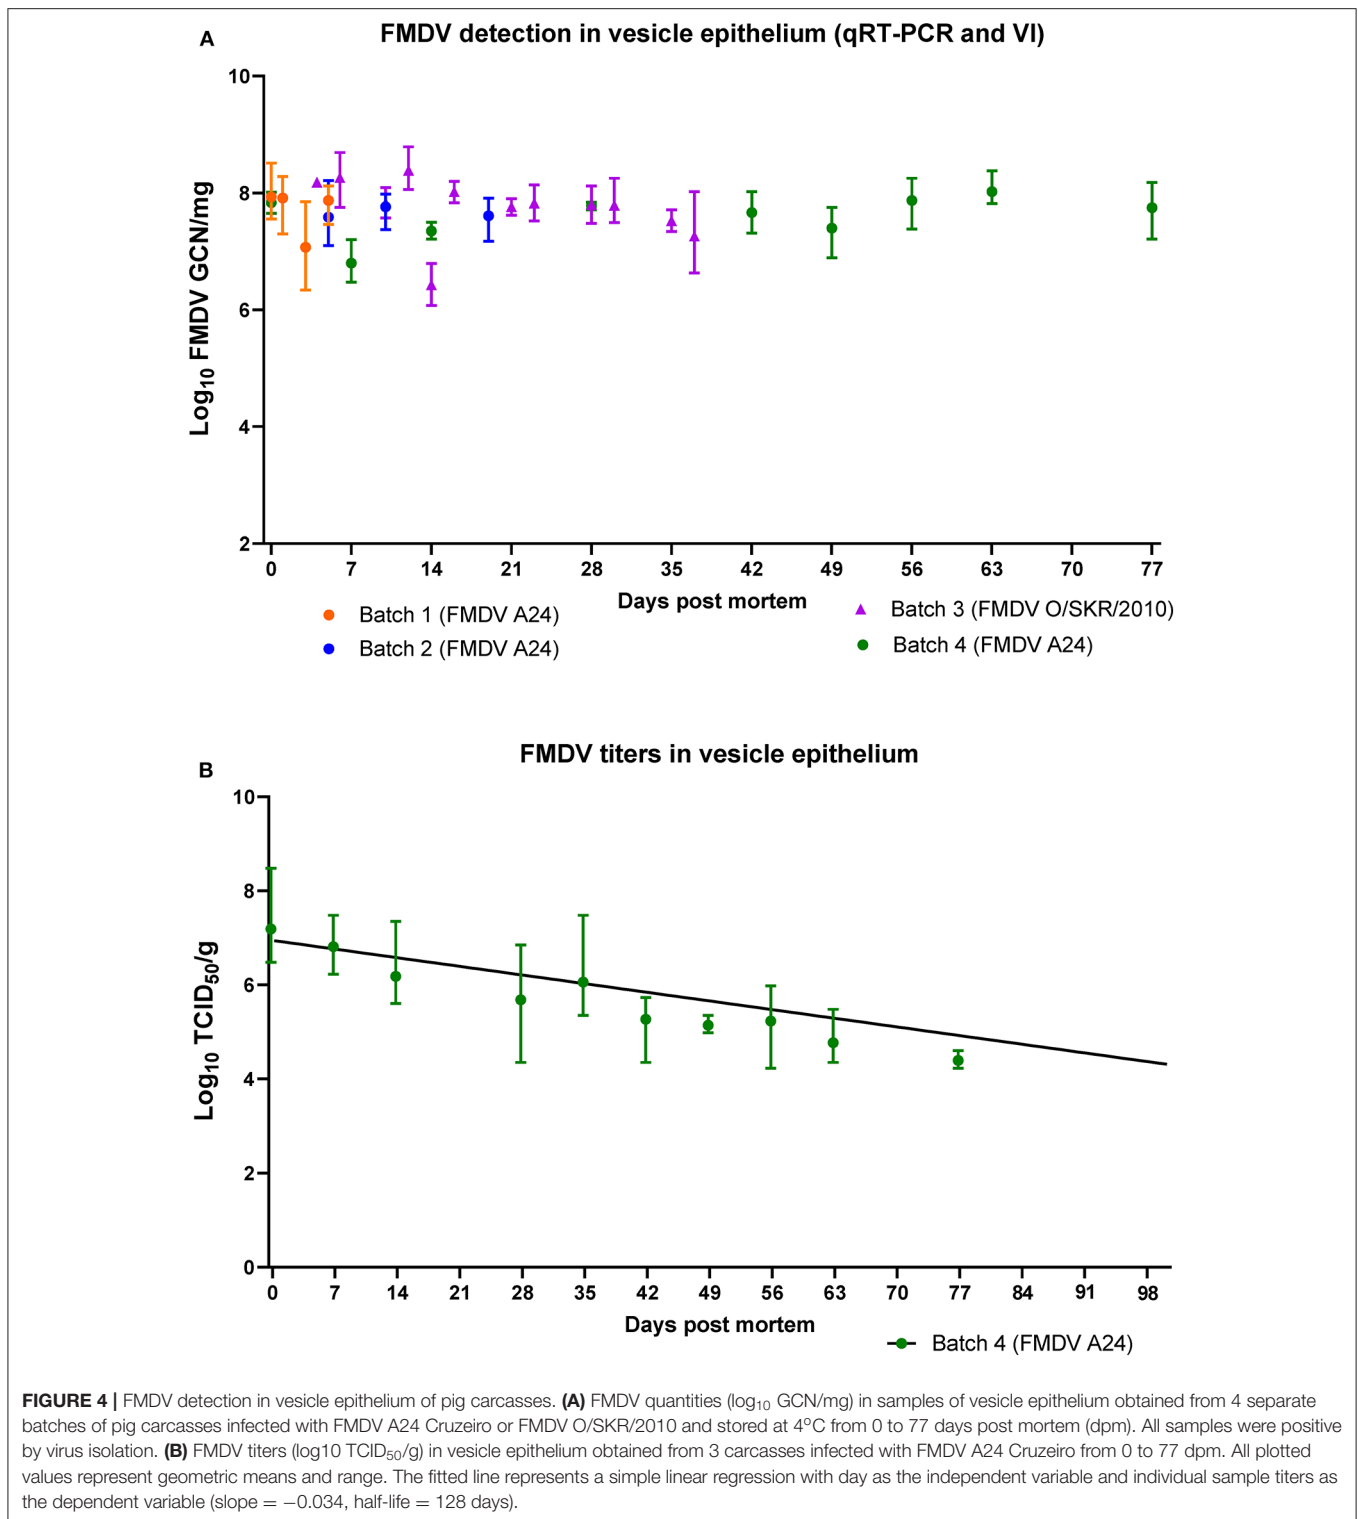 A
FMDV detection in vesicle epithelium (qRT-PCR and VI)
Log10 FMDV GCN/mg
10
8
6
4
2
0 7 14 21 28 35 42 49 56 63 70 77
Days post mortem
Batch 1 (FMDV A24)
Batch 2 (FMDV A24)
Batch 3 (FMDV O/SKR/2010)
Batch 4 (FMDV A24)
B
FMDV titers in vesicle epithelium
Log10 TCID50/g
10
8
6
4
2
0
0 7 14 21 28 35 42 49 56 63 70 77 84 91 98
Days post mortem
Batch 4 (FMDV A24)
FIGURE 4 | FMDV detection in vesicle epithelium of pig carcasses. (A) FMDV quantities (log10 GCN/mg) in samples of vesicle epithelium obtained from 4 separate
batches of pig carcasses infected with FMDV A24 Cruzeiro or FMDV O/SKR/2010 and stored at 4°C from 0 to 77 days post mortem (dpm). All samples were positive
by virus isolation. (B) FMDV titers (log10 TCID50/g) in vesicle epithelium obtained from 3 carcasses infected with FMDV A24 Cruzeiro from 0 to 77 dpm. All plotted
values represent geometric means and range. The fitted line represents a simple linear regression with day as the independent variable and individual sample titers as
the dependent variable (slope = −0.034, half-life = 128 days).